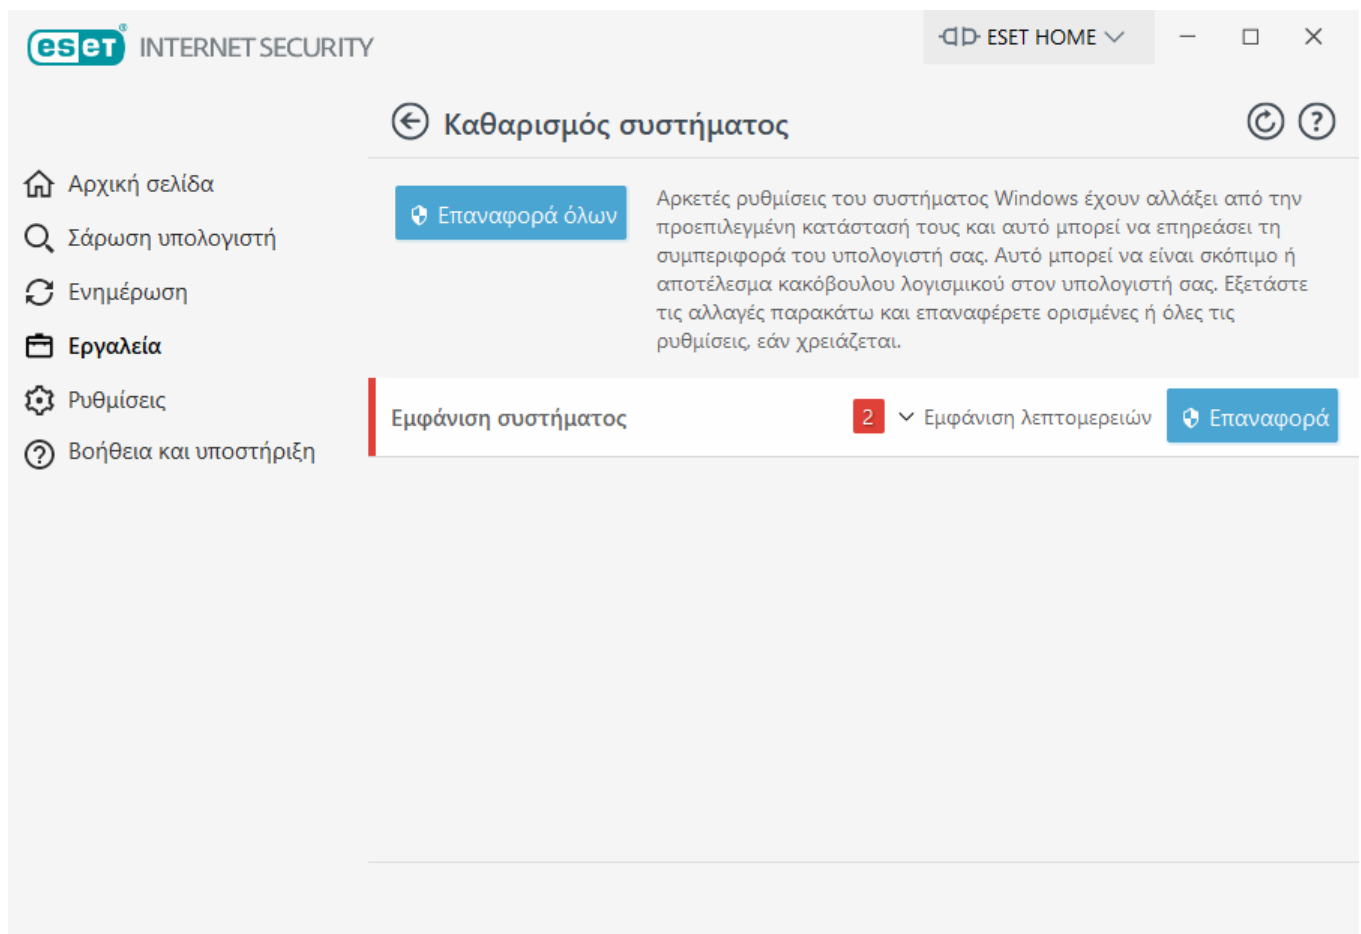 eset® INTERNET SECURITY
ESET HOME
Καθαρισμός συστήματος
Αρχική σελίδα
Σάρωση υπολογιστή
Ενημέρωση
Εργαλεία
Ρυθμίσεις
Βοήθεια και υποστήριξη
Επαναφορά όλων
Αρκετές ρυθμίσεις του συστήματος Windows έχουν αλλάξει από την
προεπιλεγμένη κατάστασή τους και αυτό μπορεί να επηρεάσει τη
συμπεριφορά του υπολογιστή σας. Αυτό μπορεί να είναι σκόπιμο ή
αποτέλεσμα κακόβουλου λογισμικού στον υπολογιστή σας. Εξετάστε
τις αλλαγές παρακάτω και επαναφέρετε ορισμένες ή όλες τις
ρυθμίσεις, εάν χρειάζεται.
Εμφάνιση συστήματος
2
Εμφάνιση λεπτομερειών
Επαναφορά